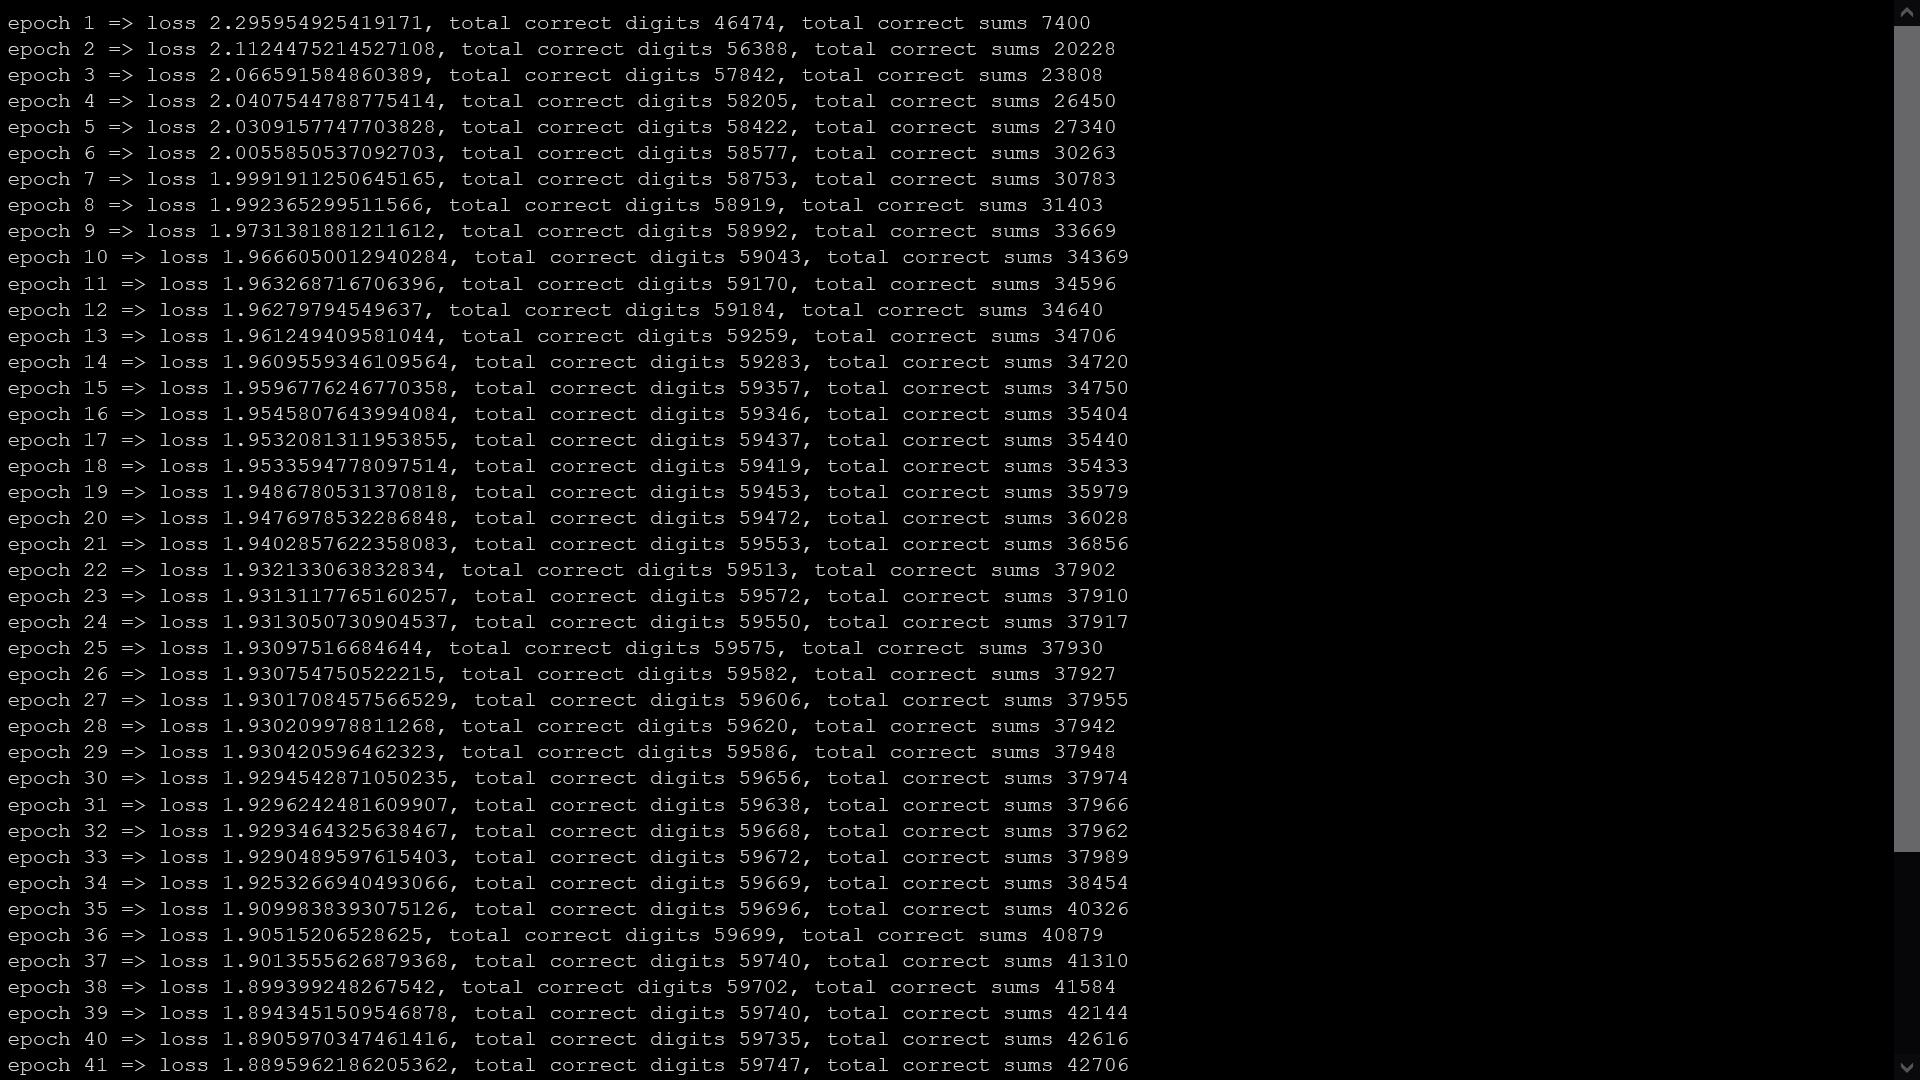 epoch 1 => loss 2.295954925419171, total correct digits 46474, total correct sums 7400
epoch 2 => loss 2.1124475214527108, total correct digits 56388, total correct sums 20228
epoch 3 => loss 2.066591584860389, total correct digits 57842, total correct sums 23808
epoch 4 => loss 2.0407544788775414, total correct digits 58205, total correct sums 26450
epoch 5 => loss 2.0309157747703828, total correct digits 58422, total correct sums 27340
epoch 6 => loss 2.0055850537092703, total correct digits 58577, total correct sums 30263
epoch 7 => loss 1.9991911250645165, total correct digits 58753, total correct sums 30783
epoch 8 => loss 1.992365299511566, total correct digits 58919, total correct sums 31403
epoch 9 => loss 1.9731381881211612, total correct digits 58992, total correct sums 33669
epoch 10 => loss 1.9666050012940284, total correct digits 59043, total correct sums 34369
epoch 11 => loss 1.963268716706396, total correct digits 59170, total correct sums 34596
epoch 12 => loss 1.96279794549637, total correct digits 59184, total correct sums 34640
epoch 13 => loss 1.961249409581044, total correct digits 59259, total correct sums 34706
epoch 14 => loss 1.9609559346109564, total correct digits 59283, total correct sums 34720
epoch 15 => loss 1.9596776246770358, total correct digits 59357, total correct sums 34750
epoch 16 => loss 1.9545807643994084, total correct digits 59346, total correct sums 35404
epoch 17 => loss 1.9532081311953855, total correct digits 59437, total correct sums 35440
epoch 18 => loss 1.9533594778097514, total correct digits 59419, total correct sums 35433
epoch 19 => loss 1.9486780531370818, total correct digits 59453, total correct sums 35979
epoch 20 => loss 1.9476978532286848, total correct digits 59472, total correct sums 36028
epoch 21 => loss 1.9402857622358083, total correct digits 59553, total correct sums 36856
epoch 22 => loss 1.932133063832834, total correct digits 59513, total correct sums 37902
epoch 23 => loss 1.9313117765160257, total correct digits 59572, total correct sums 37910
epoch 24 => loss 1.9313050730904537, total correct digits 59550, total correct sums 37917
epoch 25 => loss 1.93097516684644, total correct digits 59575, total correct sums 37930
epoch 26 => loss 1.930754750522215, total correct digits 59582, total correct sums 37927
epoch 27 => loss 1.9301708457566529, total correct digits 59606, total correct sums 37955
epoch 28 => loss 1.930209978811268, total correct digits 59620, total correct sums 37942
epoch 29 => loss 1.930420596462323, total correct digits 59586, total correct sums 37948
epoch 30 => loss 1.9294542871050235, total correct digits 59656, total correct sums 37974
epoch 31 => loss 1.9296242481609907, total correct digits 59638, total correct sums 37966
epoch 32 => loss 1.9293464325638467, total correct digits 59668, total correct sums 37962
epoch 33 => loss 1.9290489597615403, total correct digits 59672, total correct sums 37989
epoch 34 => loss 1.9253266940493066, total correct digits 59669, total correct sums 38454
epoch 35 => loss 1.9099838393075126, total correct digits 59696, total correct sums 40326
epoch 36 => loss 1.90515206528625, total correct digits 59699, total correct sums 40879
epoch 37 => loss 1.9013555626879368, total correct digits 59740, total correct sums 41310
epoch 38 => loss 1.899399248267542, total correct digits 59702, total correct sums 41584
epoch 39 => loss 1.8943451509546878, total correct digits 59740, total correct sums 42144
epoch 40 => loss 1.8905970347461416, total correct digits 59735, total correct sums 42616
epoch 41 => loss 1.8895962186205362, total correct digits 59747, total correct sums 42706